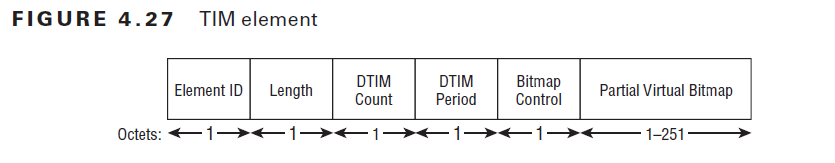 FIGURE 4.27 TIM element
Element ID
Length
DTIM
Count
DTIM
Period
Bitmap
Control
Partial Virtual Bitmap
Octets: 1 1 1 1 1 1–251